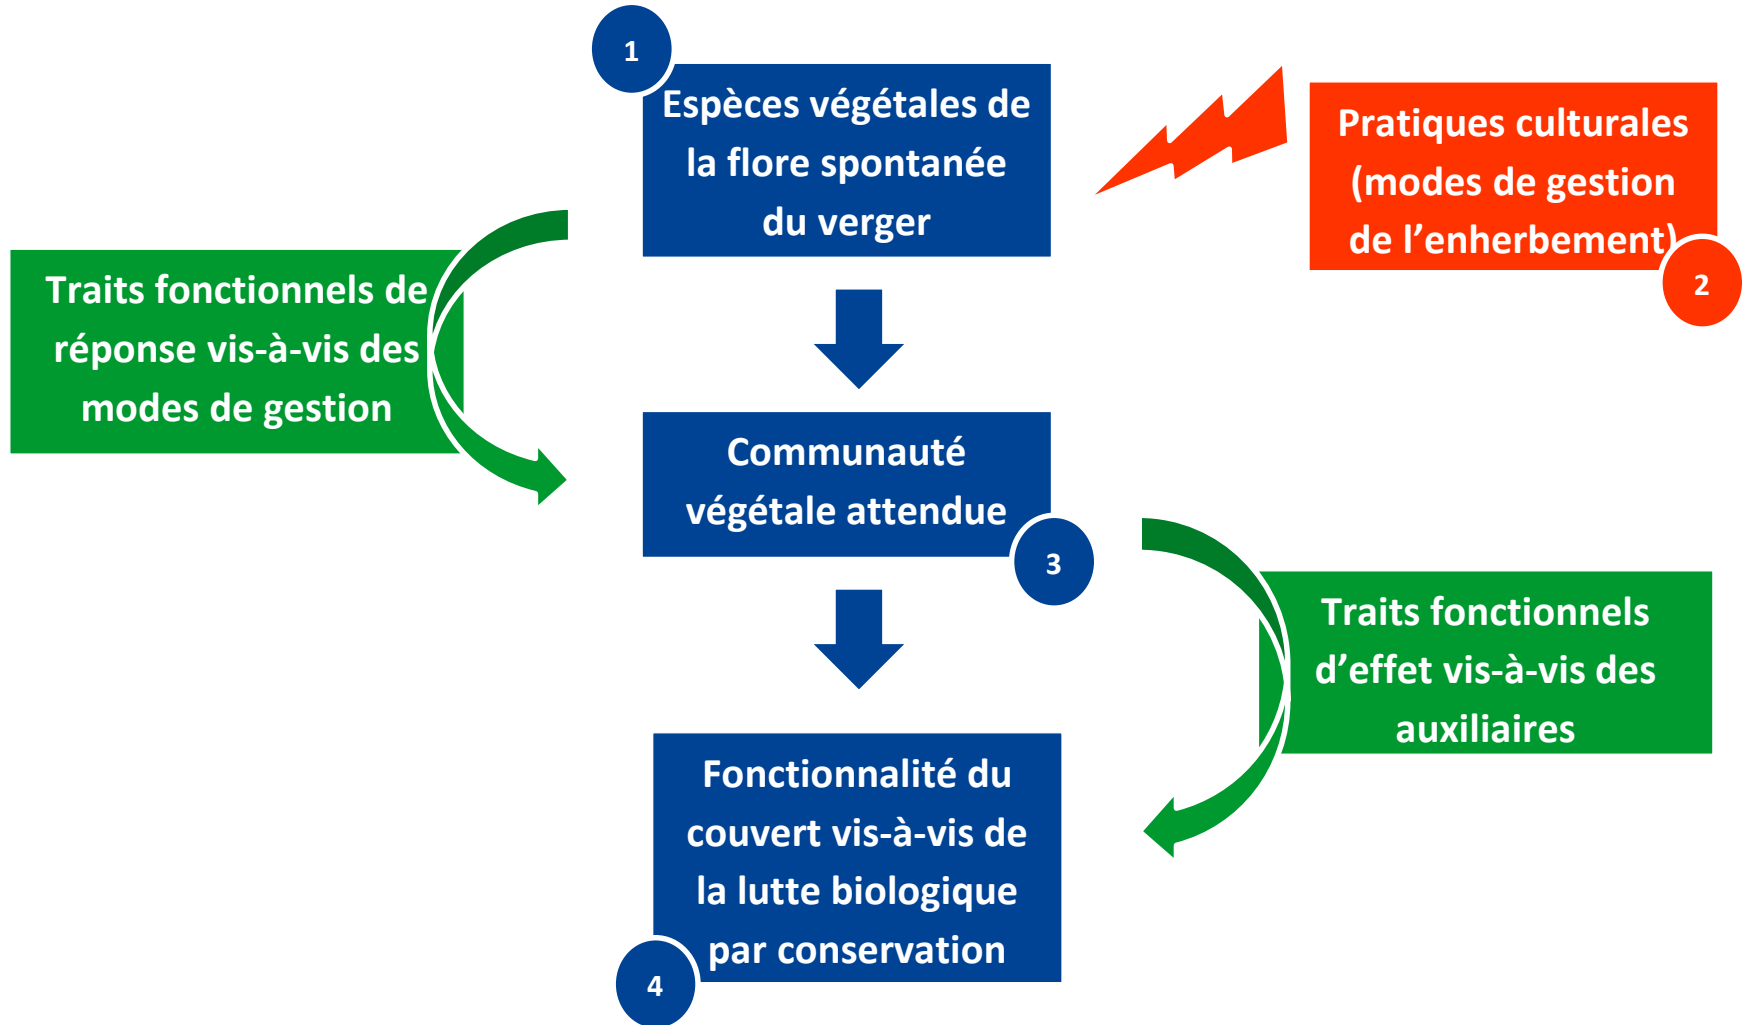 1
Espèces végétales de
la flore spontanée
du verger
Pratiques culturales
(modes de gestion
de l’enherbement)
2
Traits fonctionnels de
réponse vis-à-vis des
modes de gestion
Communauté
végétale attendue
3
Traits fonctionnels
d’effet vis-à-vis des
auxiliaires
Fonctionnalité du
couvert vis-à-vis de
la lutte biologique
par conservation
4